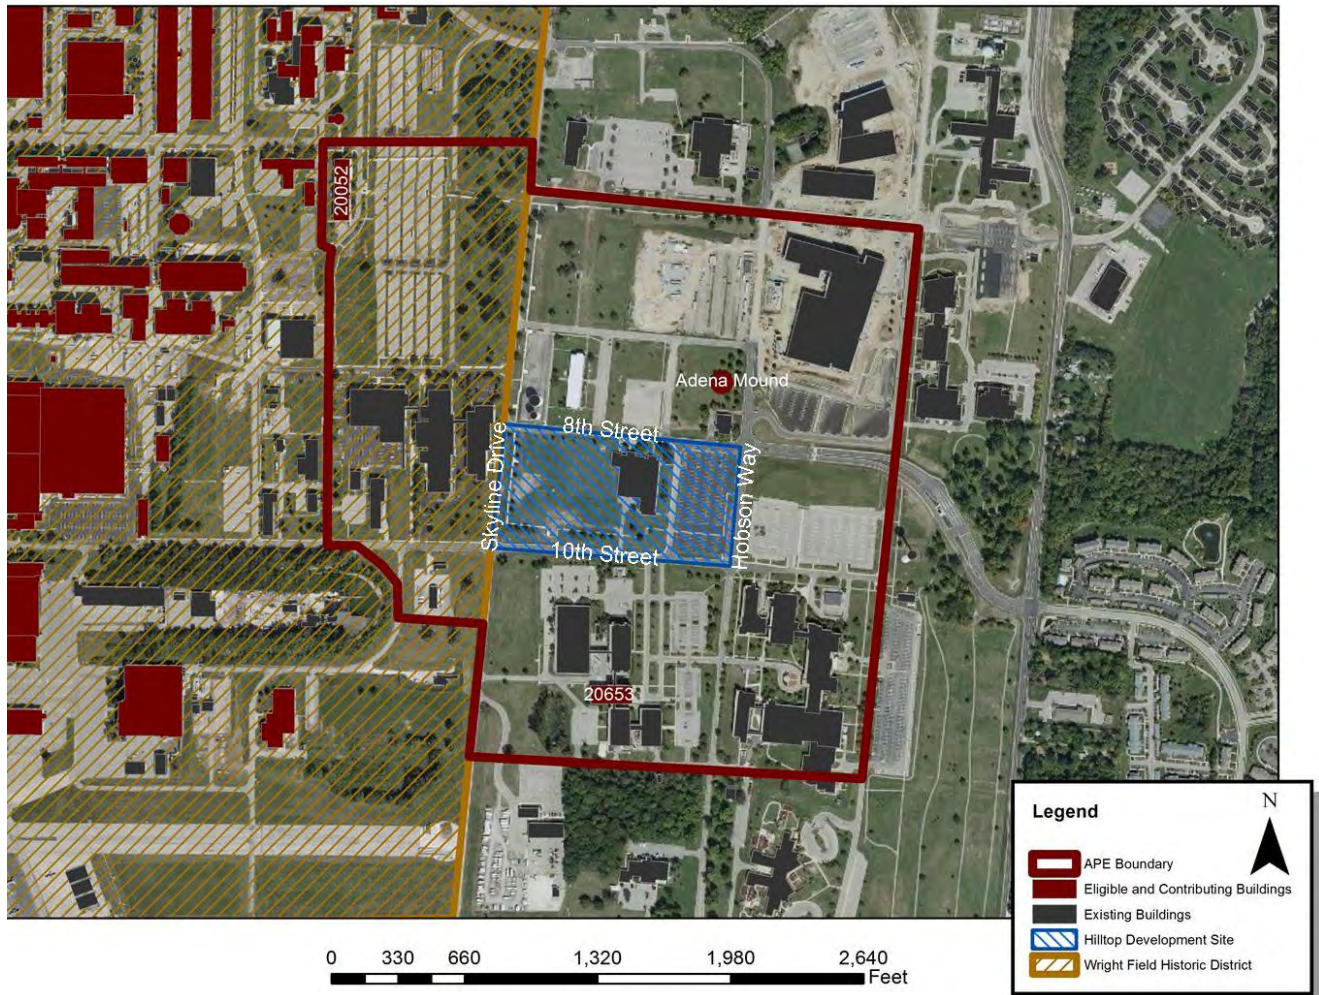 20052
Adena Mound
8th Street
Skyline Drive
Hobson Way
10th Street
20653
Legend
N
APE Boundary
Eligible and Contributing Buildings
Existing Buildings
Hilltop Development Site
Wright Field Historic District
0 330 660 1,320 1,980 2,640
Feet